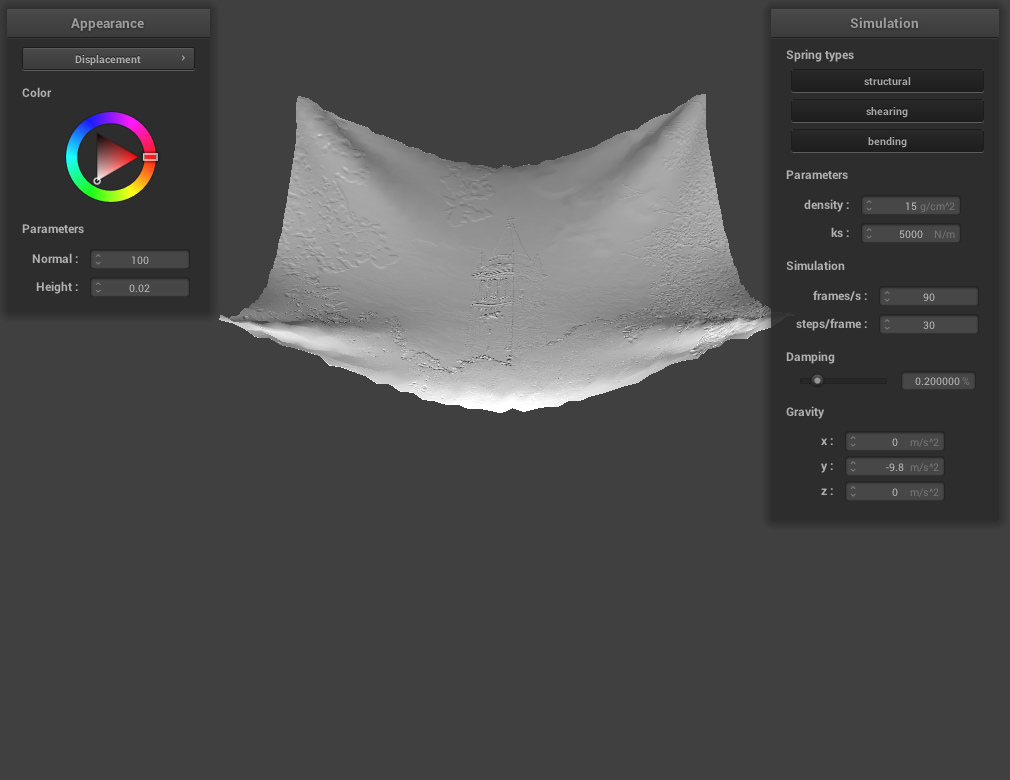 Appearance
Displacement ›
Color
Parameters
Normal : 100
Height : 0.02
Simulation
Spring types
structural
shearing
bending
Parameters
density : 15 g/cm^2
ks : 5000 N/m
Simulation
frames/s : 90
steps/frame : 30
Damping
0.200000 %
Gravity
x : 0 m/s^2
y : -9.8 m/s^2
z : 0 m/s^2